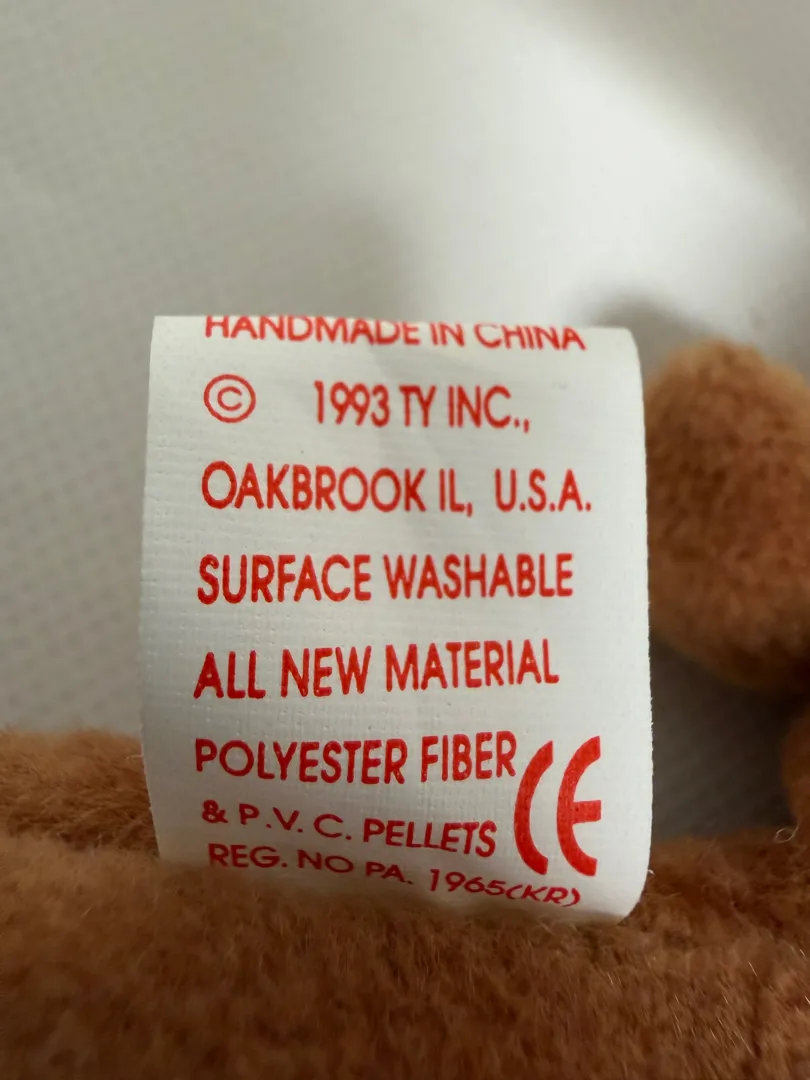 HANDMADE IN CHINA
© 1993 TY INC.,
OAKBROOK IL, U.S.A.
SURFACE WASHABLE
ALL NEW MATERIAL
POLYESTER FIBER
& P.V.C. PELLETS CE
REG. NO PA. 1965(KR)